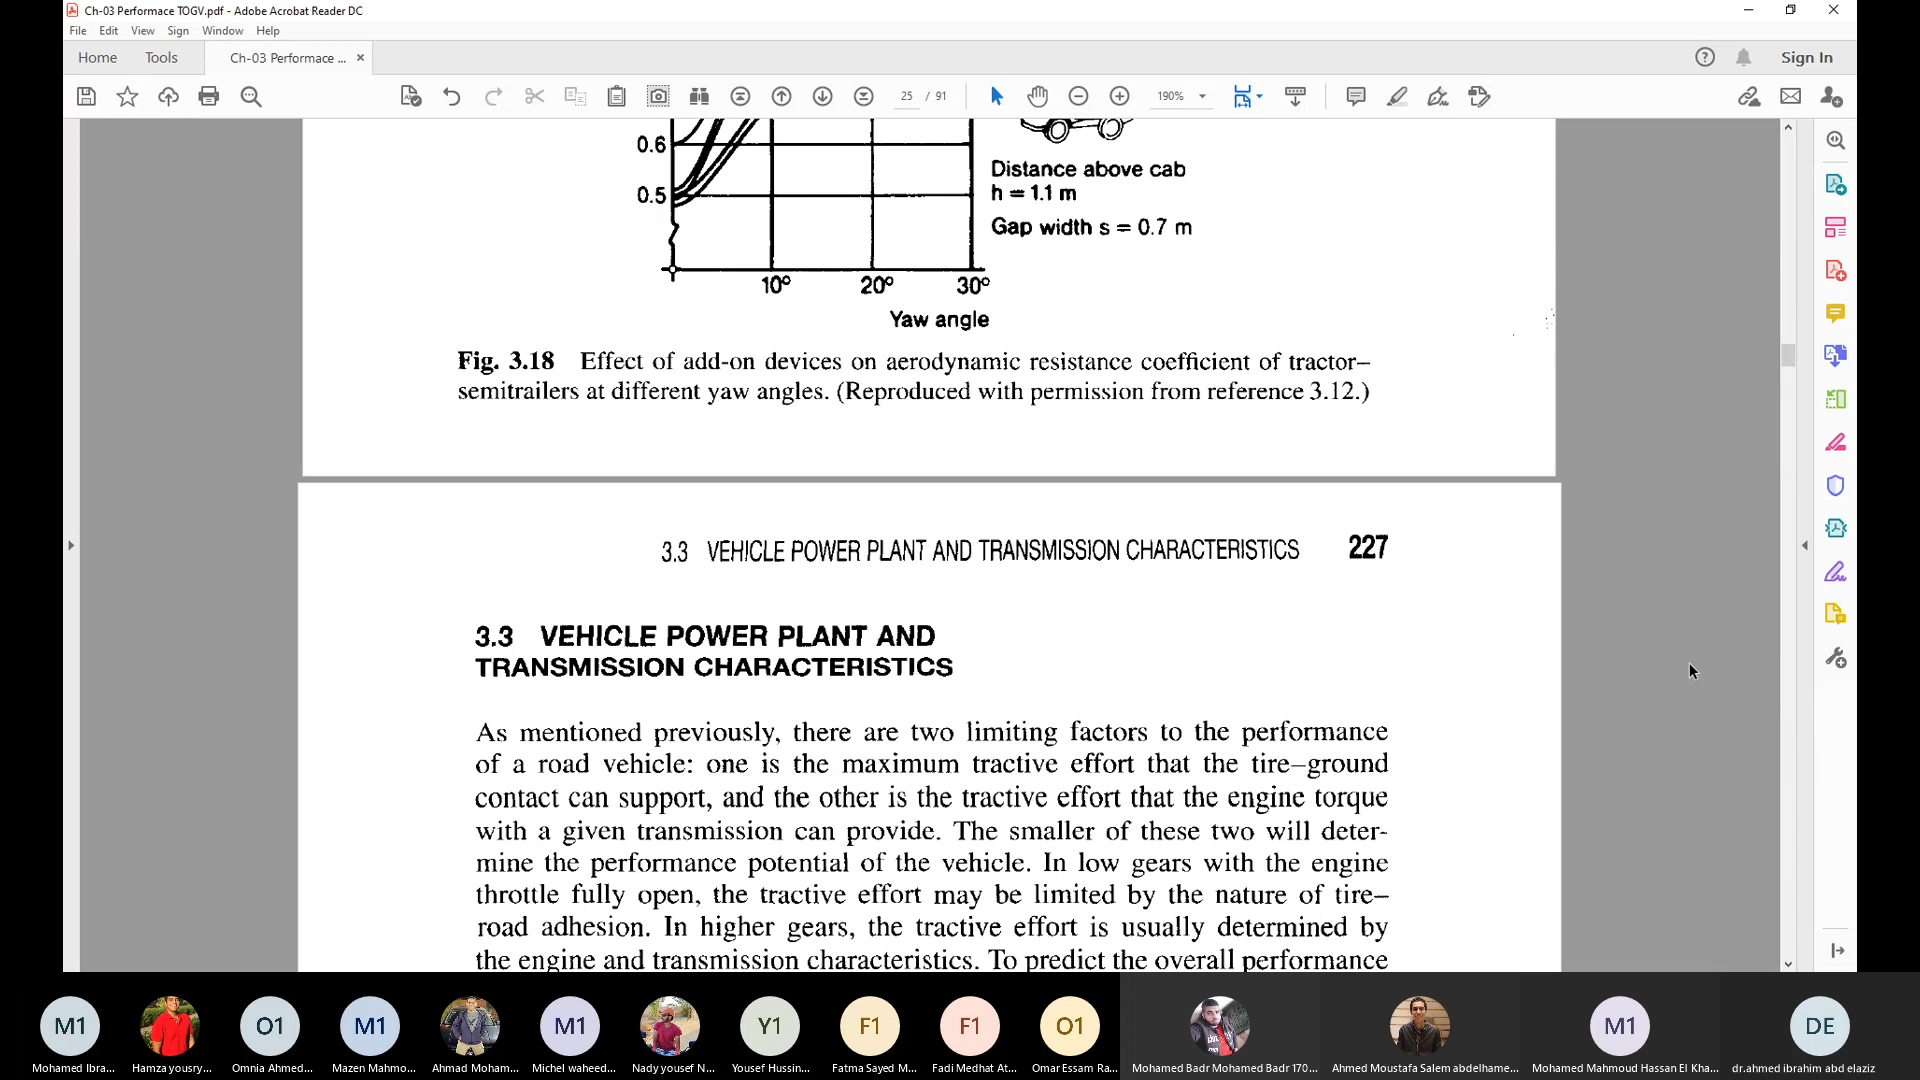 Ch-03 Performace TOGV.pdf - Adobe Acrobat Reader DC
File Edit View Sign Window Help
Home Tools Ch-03 Performace ... × Sign In
25 / 91 190%
0.6
0.5
10° 20° 30°
Yaw angle
Distance above cab
h = 1.1 m
Gap width s = 0.7 m
Fig. 3.18 Effect of add-on devices on aerodynamic resistance coefficient of tractor–
semitrailers at different yaw angles. (Reproduced with permission from reference 3.12.)
3.3 VEHICLE POWER PLANT AND TRANSMISSION CHARACTERISTICS 227
3.3 VEHICLE POWER PLANT AND
TRANSMISSION CHARACTERISTICS
As mentioned previously, there are two limiting factors to the performance
of a road vehicle: one is the maximum tractive effort that the tire–ground
contact can support, and the other is the tractive effort that the engine torque
with a given transmission can provide. The smaller of these two will deter-
mine the performance potential of the vehicle. In low gears with the engine
throttle fully open, the tractive effort may be limited by the nature of tire–
road adhesion. In higher gears, the tractive effort is usually determined by
the engine and transmission characteristics. To predict the overall performance
M1 O1 M1 M1 Y1 F1 F1 O1 M1 DE
Mohamed Ibra... Hamza yousry... Omnia Ahmed... Mazen Mahmo... Ahmad Moham... Michel waheed... Nady yousef N... Yousef Hussin... Fatma Sayed M... Fadi Medhat At... Omar Essam Ra... Mohamed Badr Mohamed Badr 170... Ahmed Moustafa Salem abdelhame... Mohamed Mahmoud Hassan El Kha... dr.ahmed ibrahim abd elaziz